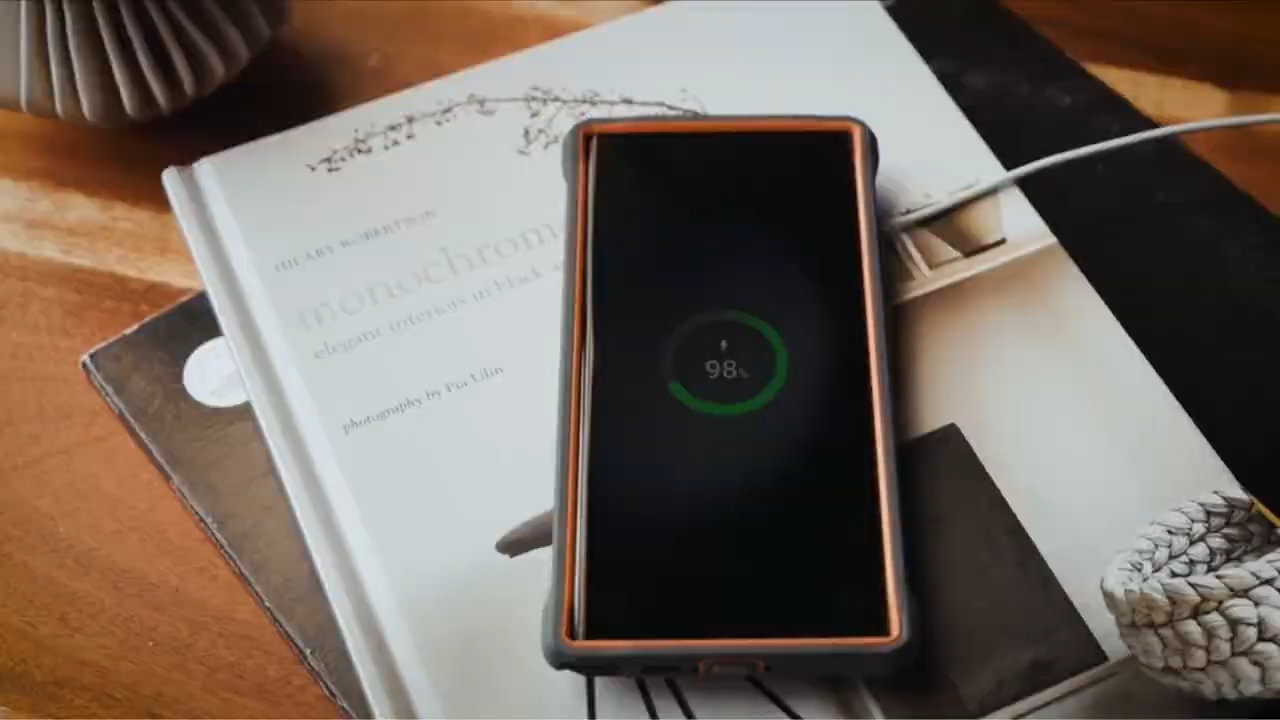 HILARY ROBERTSON
monochrom
elegant interiors in black
photography by Pia Ulin
98%